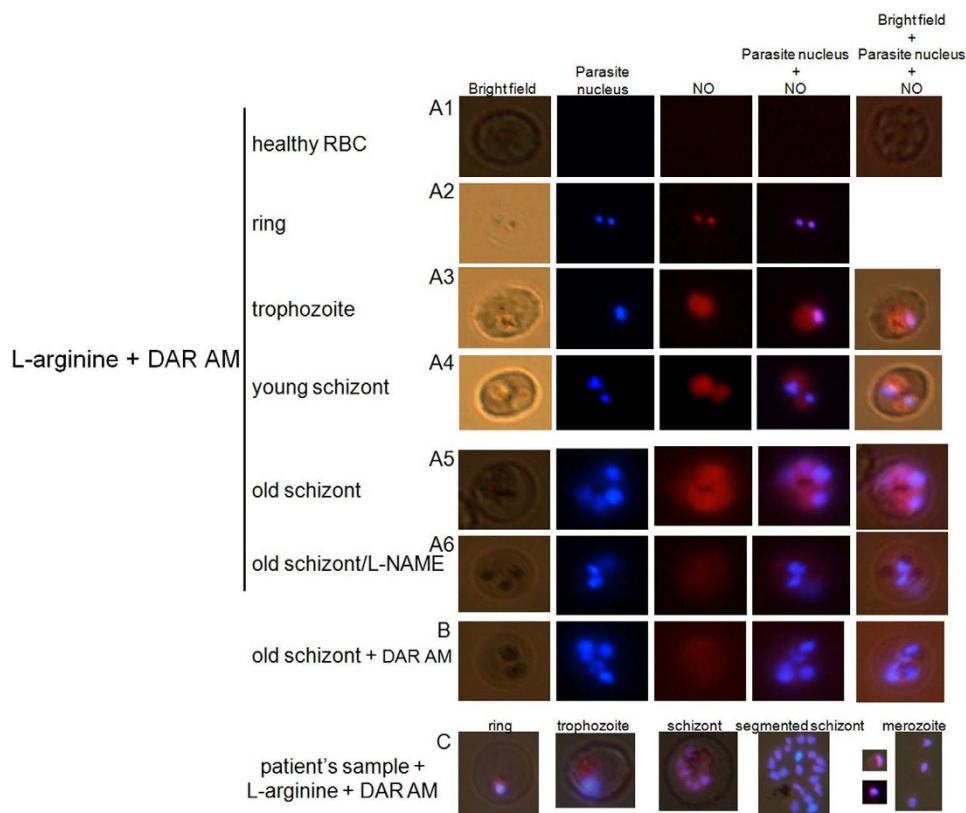 Bright field
+
Parasite nucleus
+
NO
Parasite nucleus
+
NO
Parasite
nucleus
Bright field
NO
A1
healthy RBC
A2
ring
A3
trophozoite
L-arginine + DAR AM
A4
young schizont
A5
old schizont
A6
old schizont/L-NAME
B
old schizont + DAR AM
ring
trophozoite
schizont
segmented schizont
merozoite
C
patient's sample +
L-arginine + DAR AM